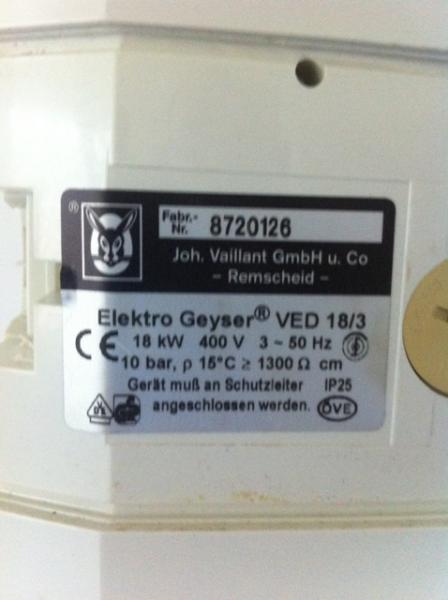 ®
Fabr.-
Nr. 8720126
Joh. Vaillant GmbH u. Co
– Remscheid –
Elektro Geyser® VED 18/3
CE 18 kW 400 V 3 ~ 50 Hz
10 bar, ρ 15°C ≥ 1300 Ω cm
Gerät muß an Schutzleiter IP25
angeschlossen werden. ÖVE